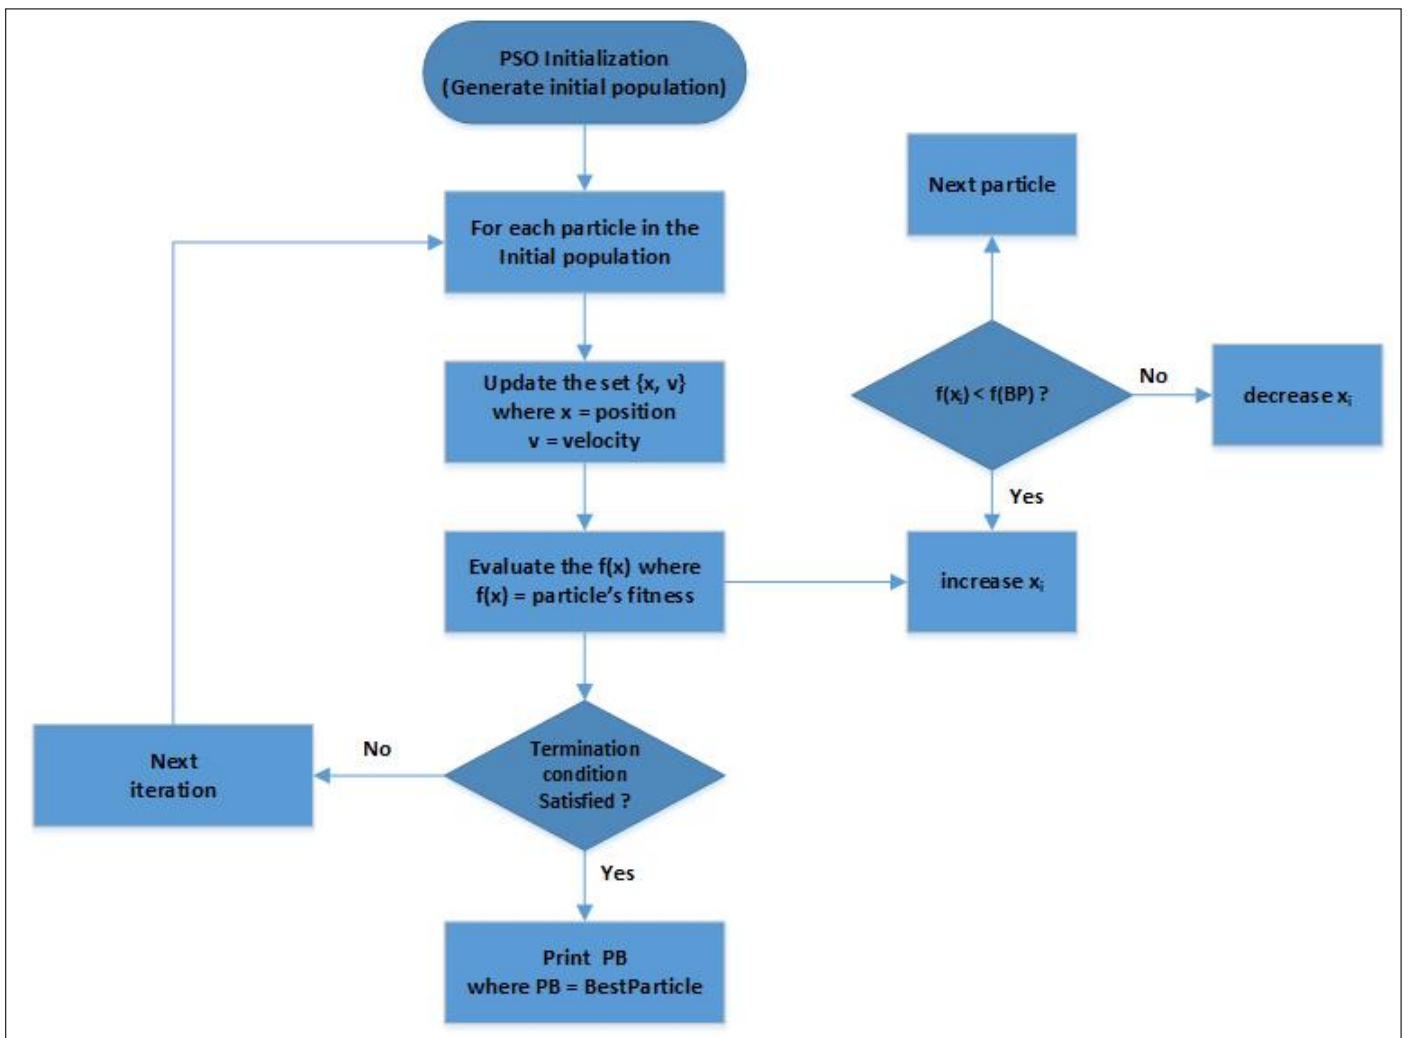 PSO Initialization
(Generate initial population)
For each particle in the
Initial population
Update the set {x, v}
where x = position
v = velocity
Evaluate the f(x) where
f(x) = particle's fitness
Termination
condition
Satisfied ?
No
Next
iteration
Yes
Print PB
where PB = BestParticle
Next particle
f(xᵢ) < f(BP) ?
No
decrease xᵢ
Yes
increase xᵢ